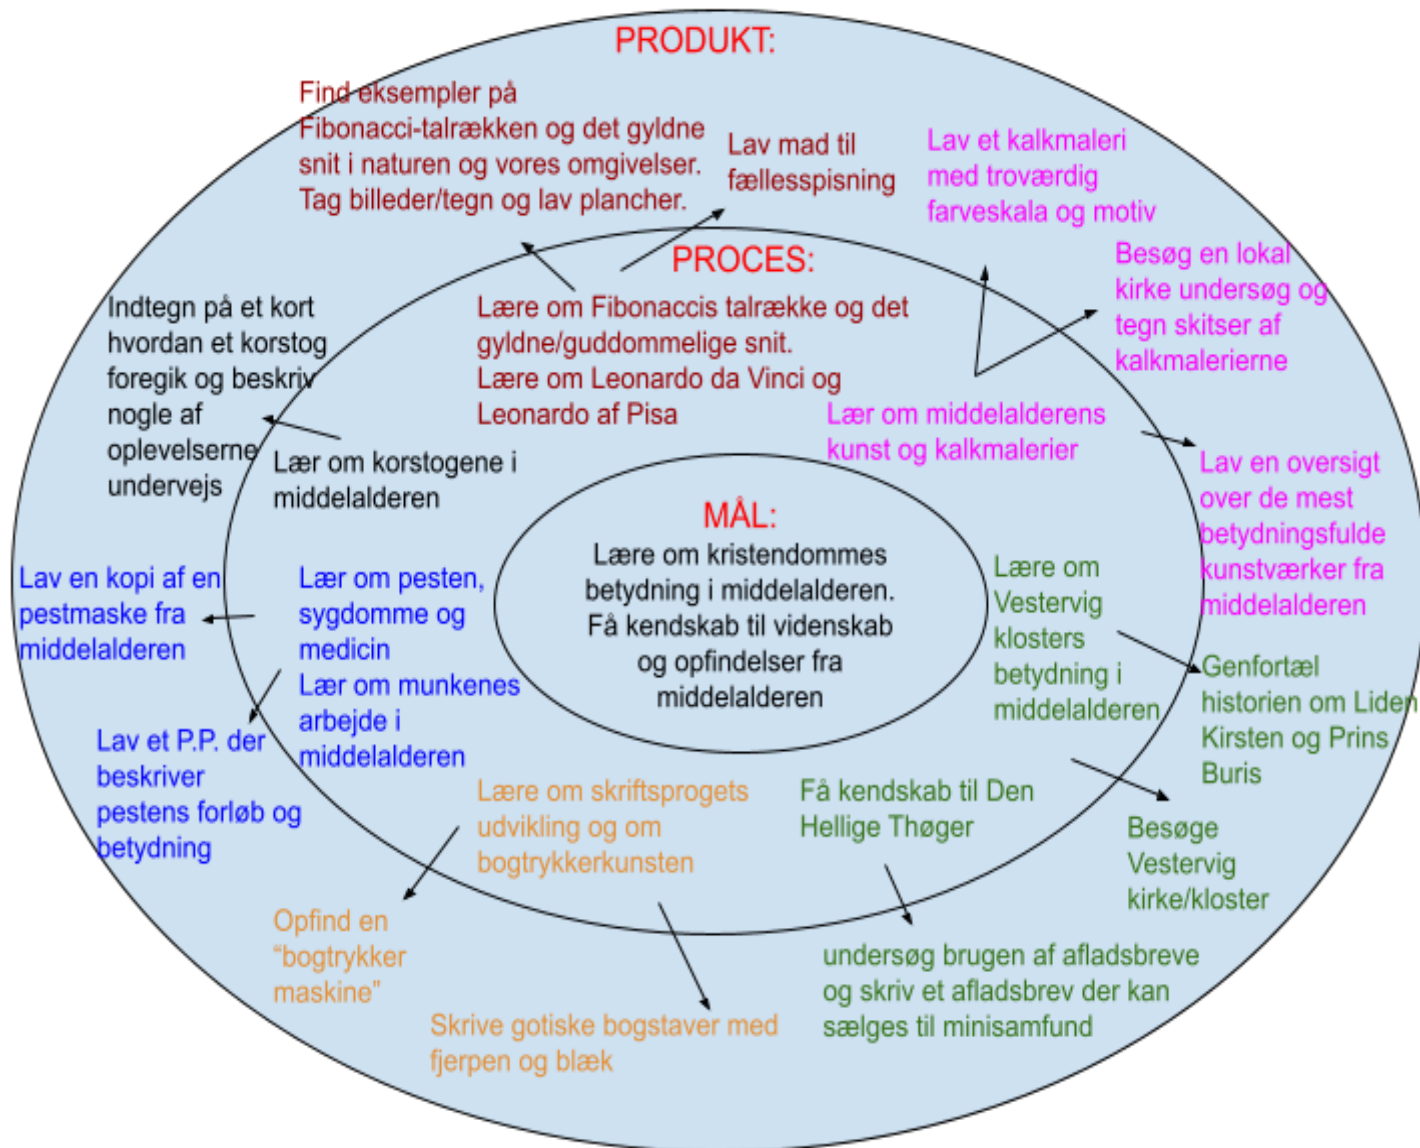 PRODUKT:
Find eksempler på
Fibonacci-talrækken og det gyldne
snit i naturen og vores omgivelser.
Tag billeder/tegn og lav plancher.
Lav mad til
fællesspisning
Lav et kalkmaleri
med troværdig
farveskala og motiv
Besøg en lokal
kirke undersøg og
tegn skitser af
kalkmalerierne
Lav en oversigt
over de mest
betydningsfulde
kunstværker fra
middelalderen
Genfortæl
historien om Liden
Kirsten og Prins
Buris
Besøge
Vestervig
kirke/kloster
undersøg brugen af afladsbreve
og skriv et afladsbrev der kan
sælges til minisamfund
Skrive gotiske bogstaver med
fjerpen og blæk
Opfind en
“bogtrykker
maskine”
Lav et P.P. der
beskriver
pestens forløb og
betydning
Lav en kopi af en
pestmaske fra
middelalderen
Indtegn på et kort
hvordan et korstog
foregik og beskriv
nogle af
oplevelserne
undervejs
PROCES:
Lære om Fibonaccis talrække og det
gyldne/guddommelige snit.
Lære om Leonardo da Vinci og
Leonardo af Pisa
Lær om middelalderens
kunst og kalkmalerier
Lære om
Vestervig
klosters
betydning i
middelalderen
Få kendskab til Den
Hellige Thøger
Lære om skriftsprogets
udvikling og om
bogtrykkerkunsten
Lær om pesten,
sygdomme og
medicin
Lær om munkenes
arbejde i
middelalderen
Lær om korstogene i
middelalderen
MÅL:
Lære om kristendommes
betydning i middelalderen.
Få kendskab til videnskab
og opfindelser fra
middelalderen